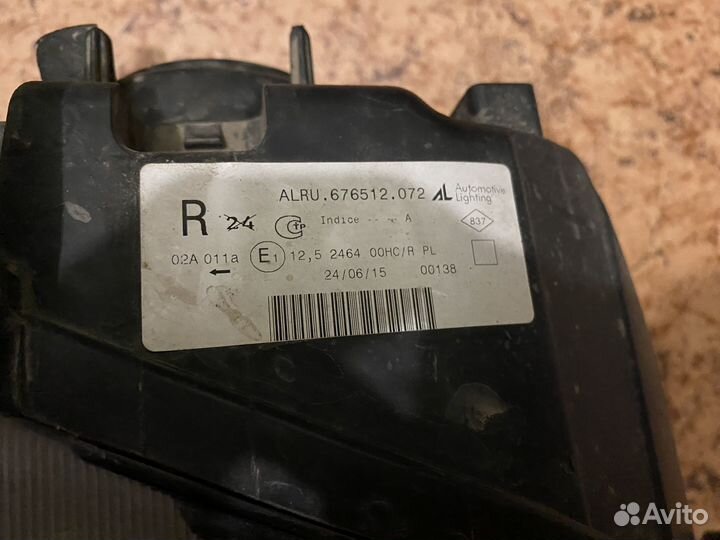 ALRU.676512.072 AL Automotive Lighting
R 24 Indice - - - - A 837
02A 011a E1 12,5 2464 00HC/R PL
24/06/15 00138
Avito